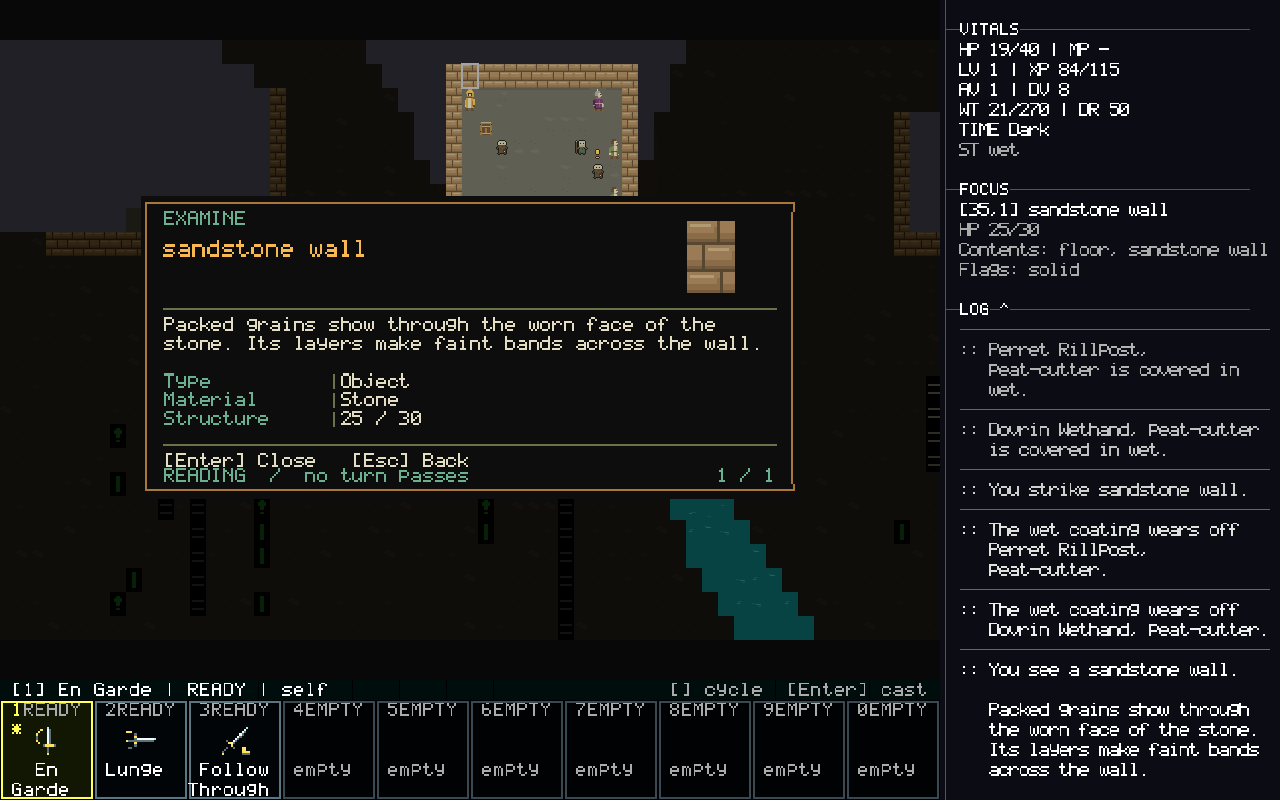 VITALS
HP 19/40 | MP -
LV 1 | XP 84/115
AV 1 | DV 8
WT 21/270 | DR 50
TIME Dark
ST wet
FOCUS
[35,1] sandstone wall
HP 25/30
Contents: floor, sandstone wall
Flags: solid
LOG ^
:: Perret RillPost,
Peat-cutter is covered in
wet.
:: Dovrin Wethand, Peat-cutter
is covered in wet.
:: You strike sandstone wall.
:: The wet coating wears off
Perret RillPost,
Peat-cutter.
:: The wet coating wears off
Dovrin Wethand, Peat-cutter.
:: You see a sandstone wall.
Packed grains show through
the worn face of the stone.
Its layers make faint bands
across the wall.
EXAMINE
sandstone wall
Packed grains show through the worn face of the
stone. Its layers make faint bands across the wall.
Type |Object
Material |Stone
Structure |25 / 30
[Enter] Close [Esc] Back
READING / no turn passes 1 / 1
[1] En Garde | READY | self [] cycle [Enter] cast
1READY 2READY 3READY 4EMPTY 5EMPTY 6EMPTY 7EMPTY 8EMPTY 9EMPTY 0EMPTY
*
En Lunge Follow empty empty empty empty empty empty empty
Garde Through